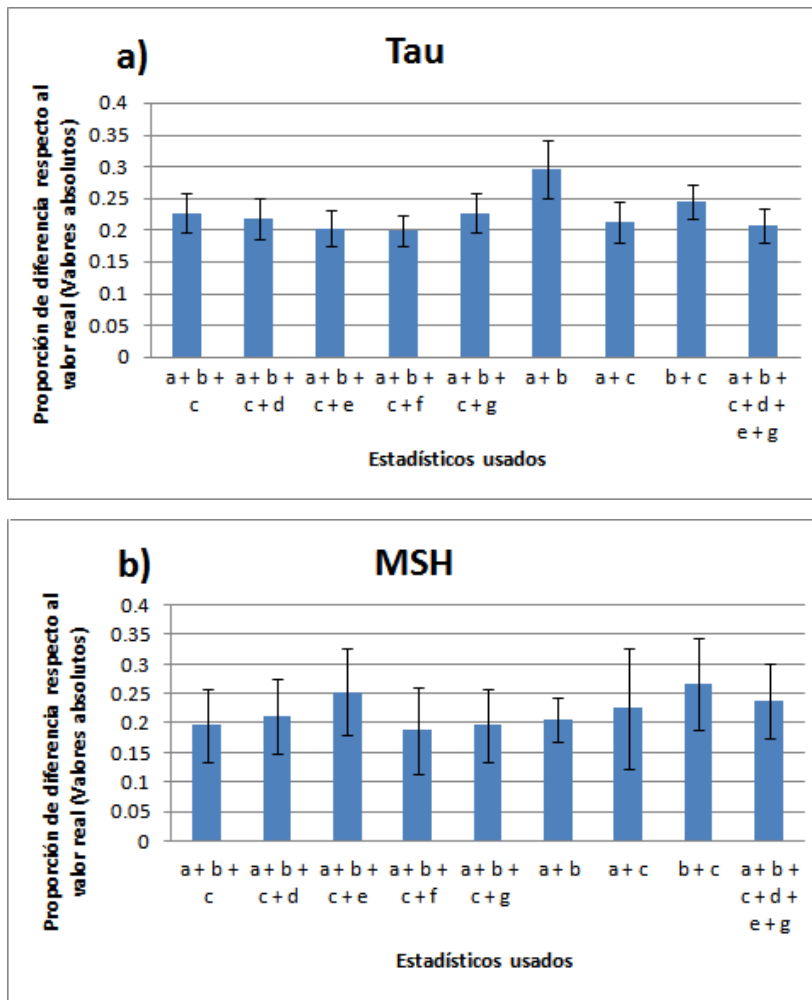 a) Tau
Proporción de diferencia respecto al
valor real (Valores absolutos)
0.4
0.35
0.3
0.25
0.2
0.15
0.1
0.05
0
a + b + c
a + b + c + d
a + b + c + e
a + b + c + f
a + b + c + g
a + b
a + c
b + c
a + b + c + d + e + g
Estadísticos usados
b) MSH
Proporción de diferencia respecto al
valor real (Valores absolutos)
0.4
0.35
0.3
0.25
0.2
0.15
0.1
0.05
0
a + b + c
a + b + c + d
a + b + c + e
a + b + c + f
a + b + c + g
a + b
a + c
b + c
a + b + c + d + e + g
Estadísticos usados